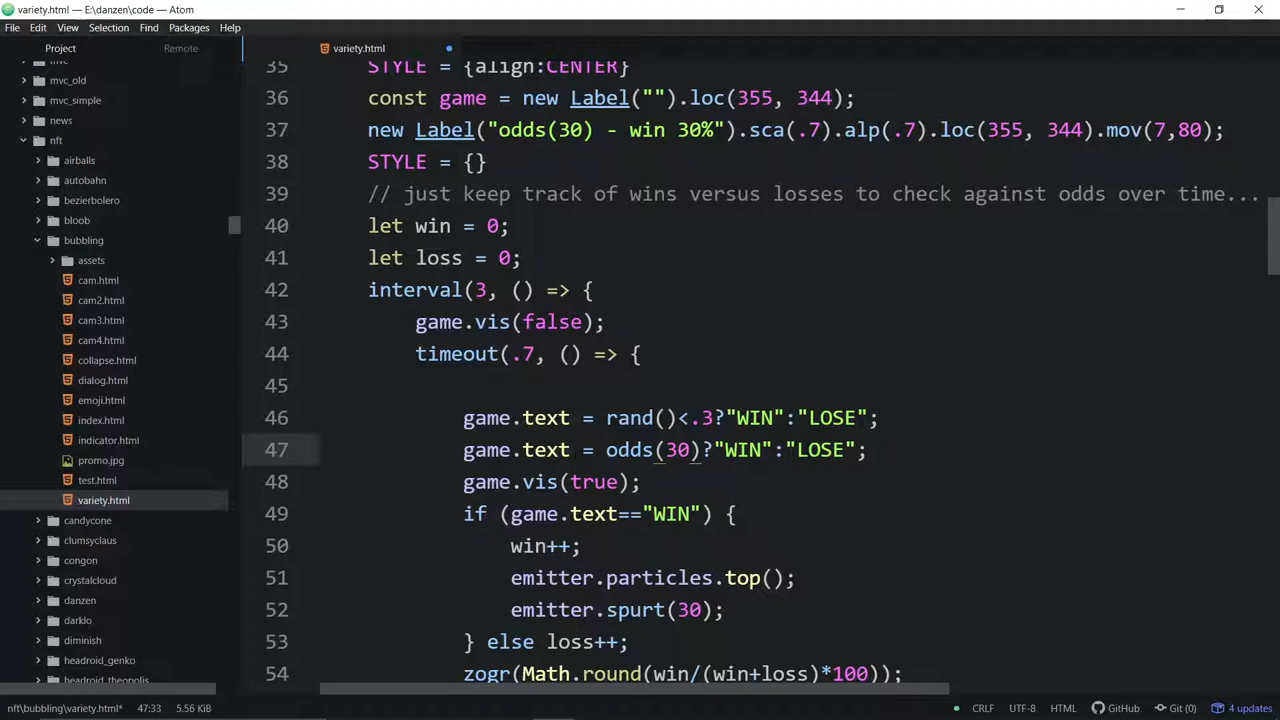 variety.html — E:\danzen\code — Atom
File Edit View Selection Find Packages Help
Project Remote
variety.html
mvc_old
mvc_simple
news
nft
airballs
autobahn
bezierbolero
bloob
bubbling
assets
cam.html
cam2.html
cam3.html
cam4.html
collapse.html
dialog.html
emoji.html
index.html
indicator.html
promo.jpg
test.html
variety.html
candycone
clumsyclaus
congon
crystalcloud
danzen
darklo
diminish
headroid_genko
headroid_theopolis
35 STYLE = {align:CENTER}
36 const game = new Label("").loc(355, 344);
37 new Label("odds(30) - win 30%").sca(.7).alp(.7).loc(355, 344).mov(7,80);
38 STYLE = {}
39 // just keep track of wins versus losses to check against odds over time...
40 let win = 0;
41 let loss = 0;
42 interval(3, () => {
43 game.vis(false);
44 timeout(.7, () => {
45
46 game.text = rand()<.3?"WIN":"LOSE";
47 game.text = odds(30)?"WIN":"LOSE";
48 game.vis(true);
49 if (game.text=="WIN") {
50 win++;
51 emitter.particles.top();
52 emitter.spurt(30);
53 } else loss++;
54 zogr(Math.round(win/(win+loss)*100));
nft\bubbling\variety.html* 47:33 5.56 KiB CRLF UTF-8 HTML GitHub Git (0) 4 updates